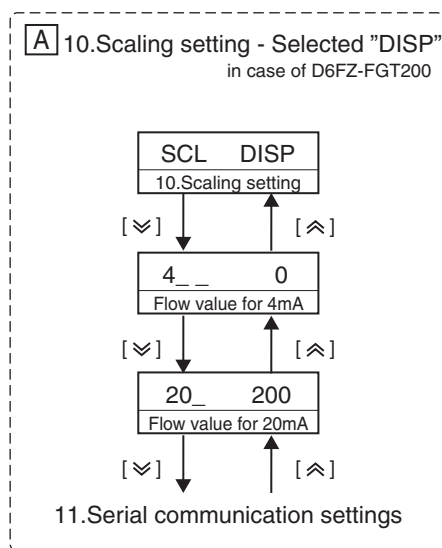 A 10.Scaling setting - Selected ”DISP”
in case of D6FZ-FGT200
SCL DISP
10.Scaling setting
[ ≫ ] [ ≪ ]
4_ _ 0
Flow value for 4mA
[ ≫ ] [ ≪ ]
20_ 200
Flow value for 20mA
[ ≫ ] [ ≪ ]
11.Serial communication settings